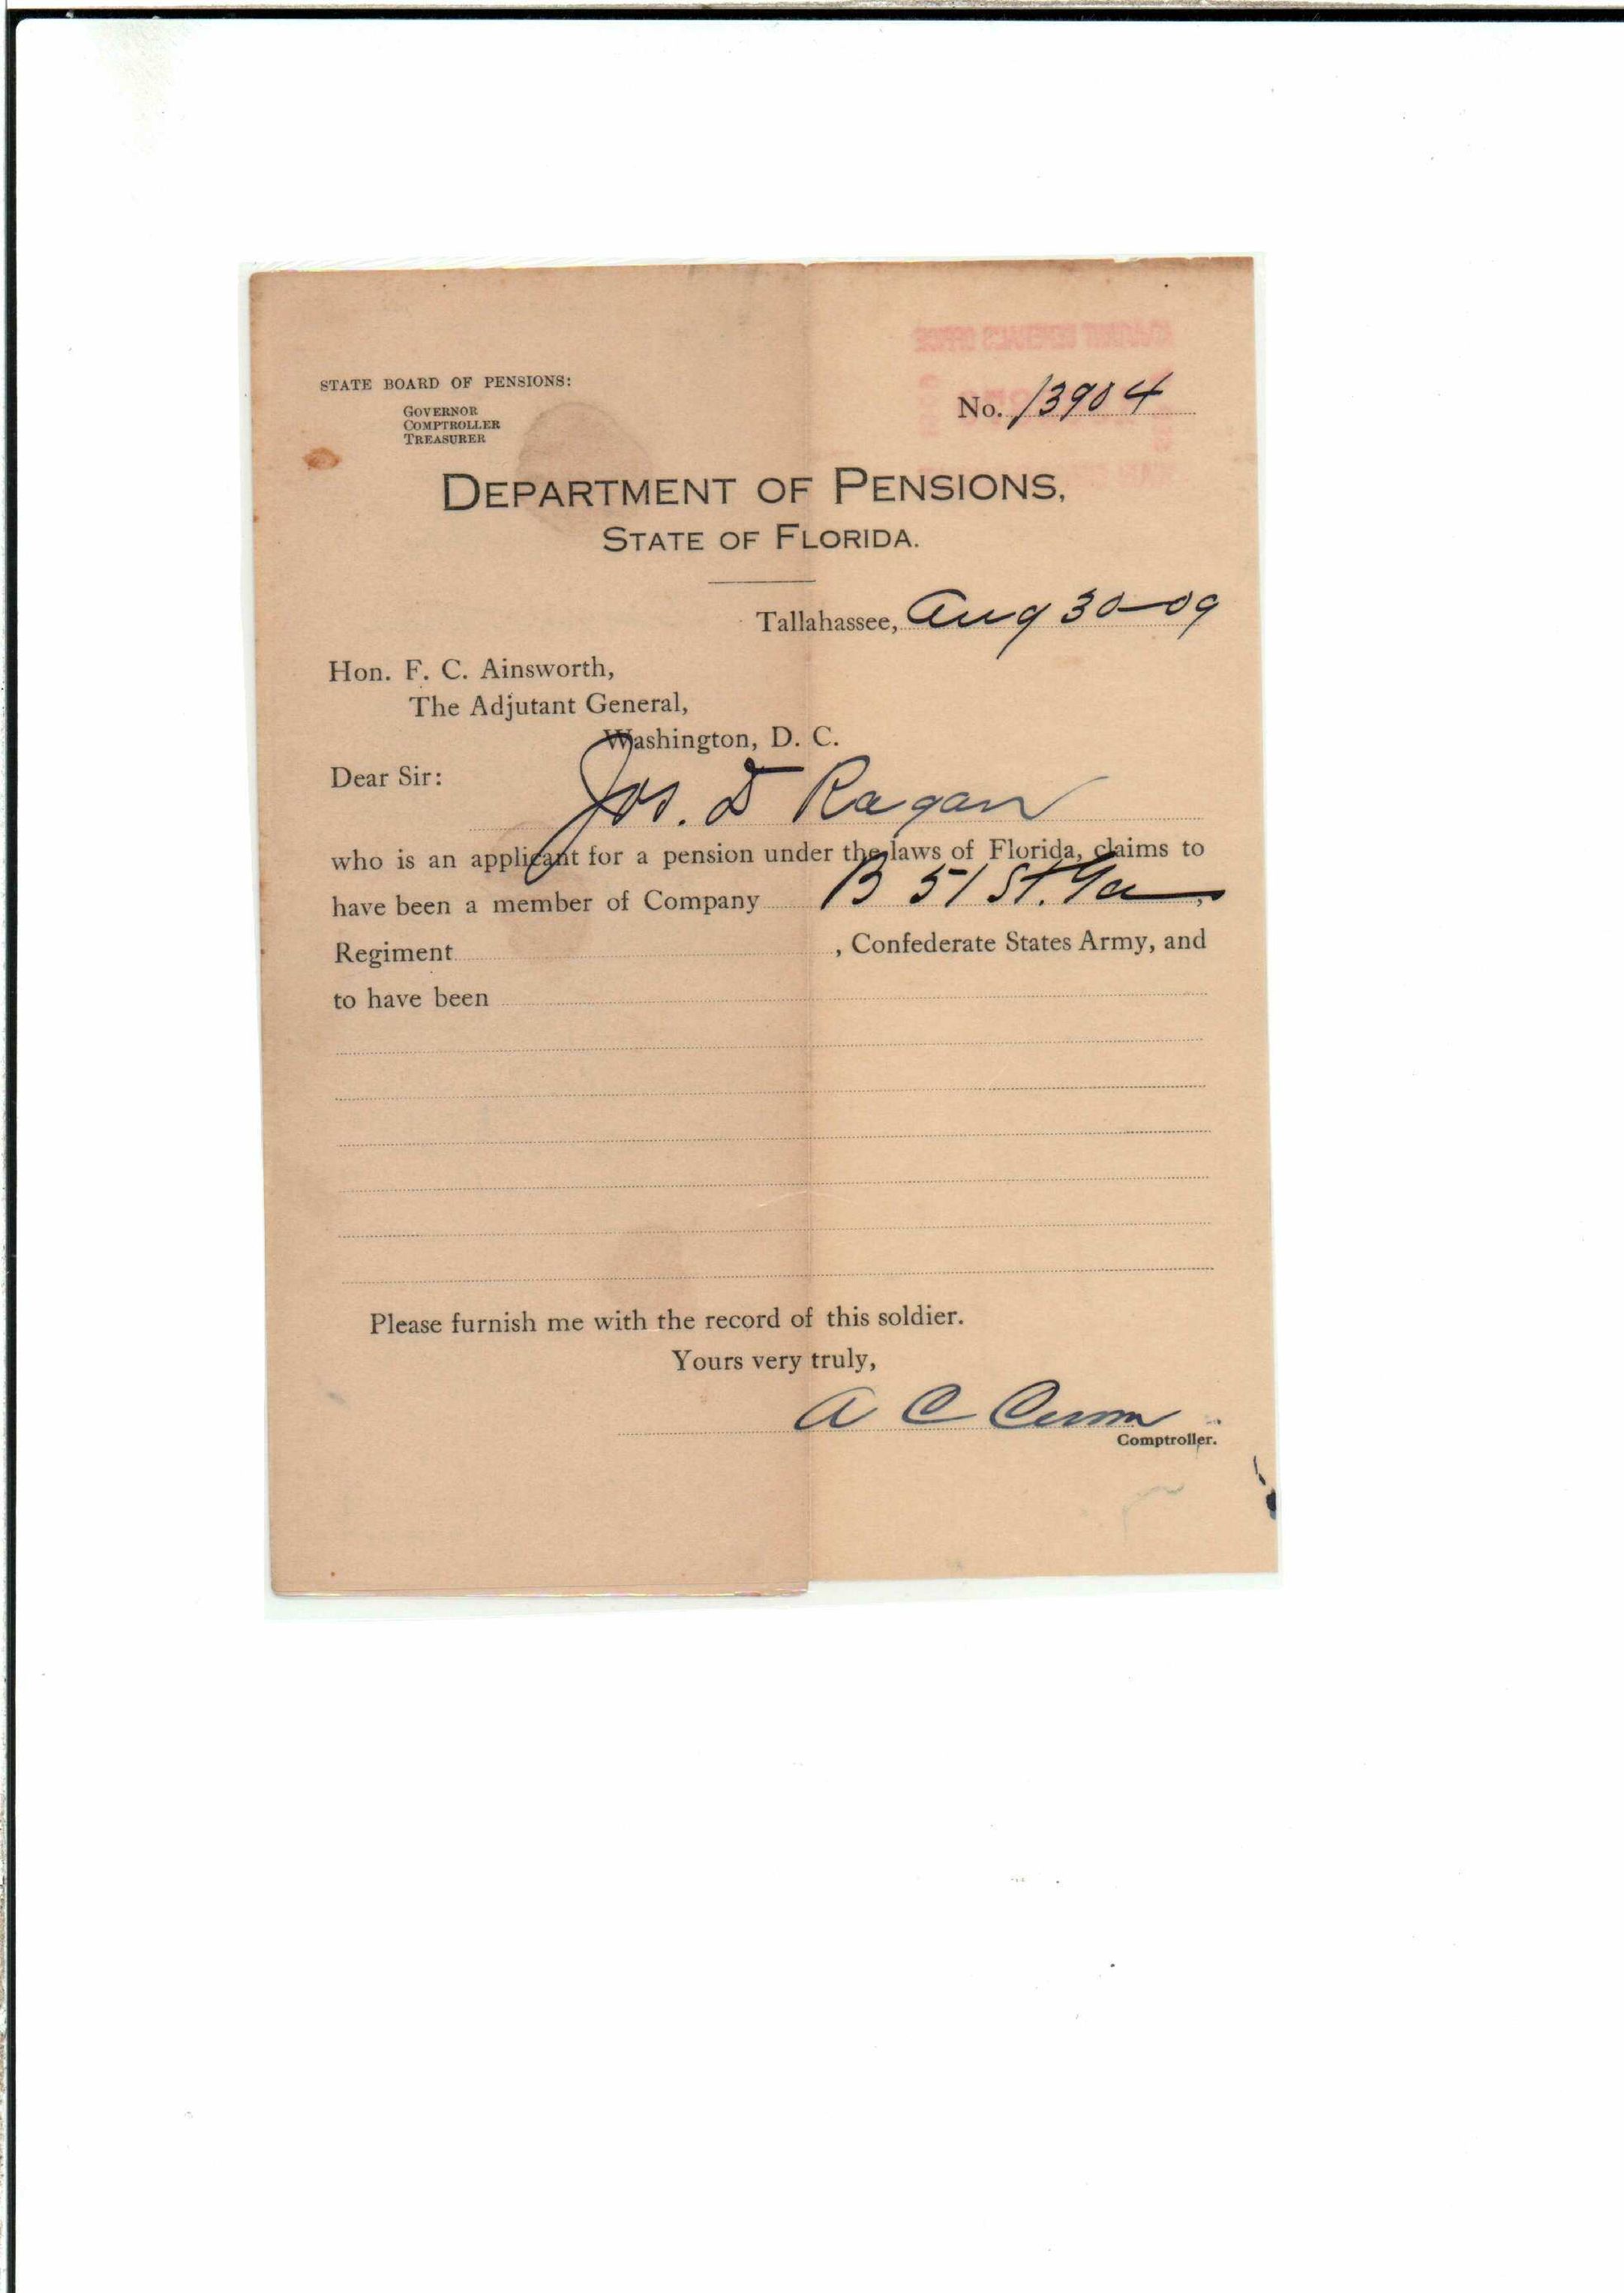 STATE BOARD OF PENSIONS:
GOVERNOR
COMPTROLLER
TREASURER
No. 13904
DEPARTMENT OF PENSIONS,
STATE OF FLORIDA.
Tallahassee, Aug 30-09
Hon. F. C. Ainsworth,
The Adjutant General,
Washington, D. C.
Dear Sir:
Jos. D Ragan
who is an applicant for a pension under the laws of Florida, claims to
have been a member of Company B 51 St. Ga,
Regiment , Confederate States Army, and
to have been
Please furnish me with the record of this soldier.
Yours very truly,
A C Croom
Comptroller.